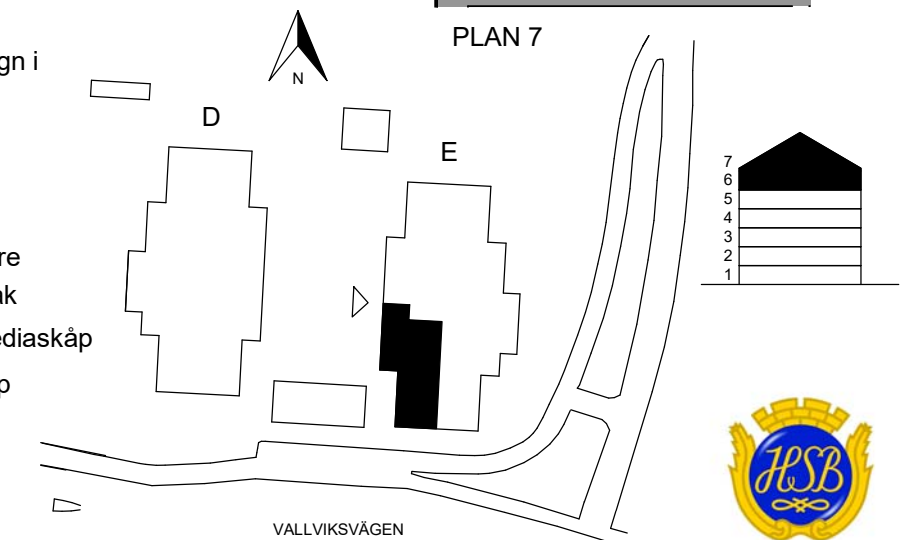 PLAN 7
gn i
N
D
E
7
6
5
4
3
2
1
re
ak
ediaskåp
p
HSB
VALLVIKSVÄGEN